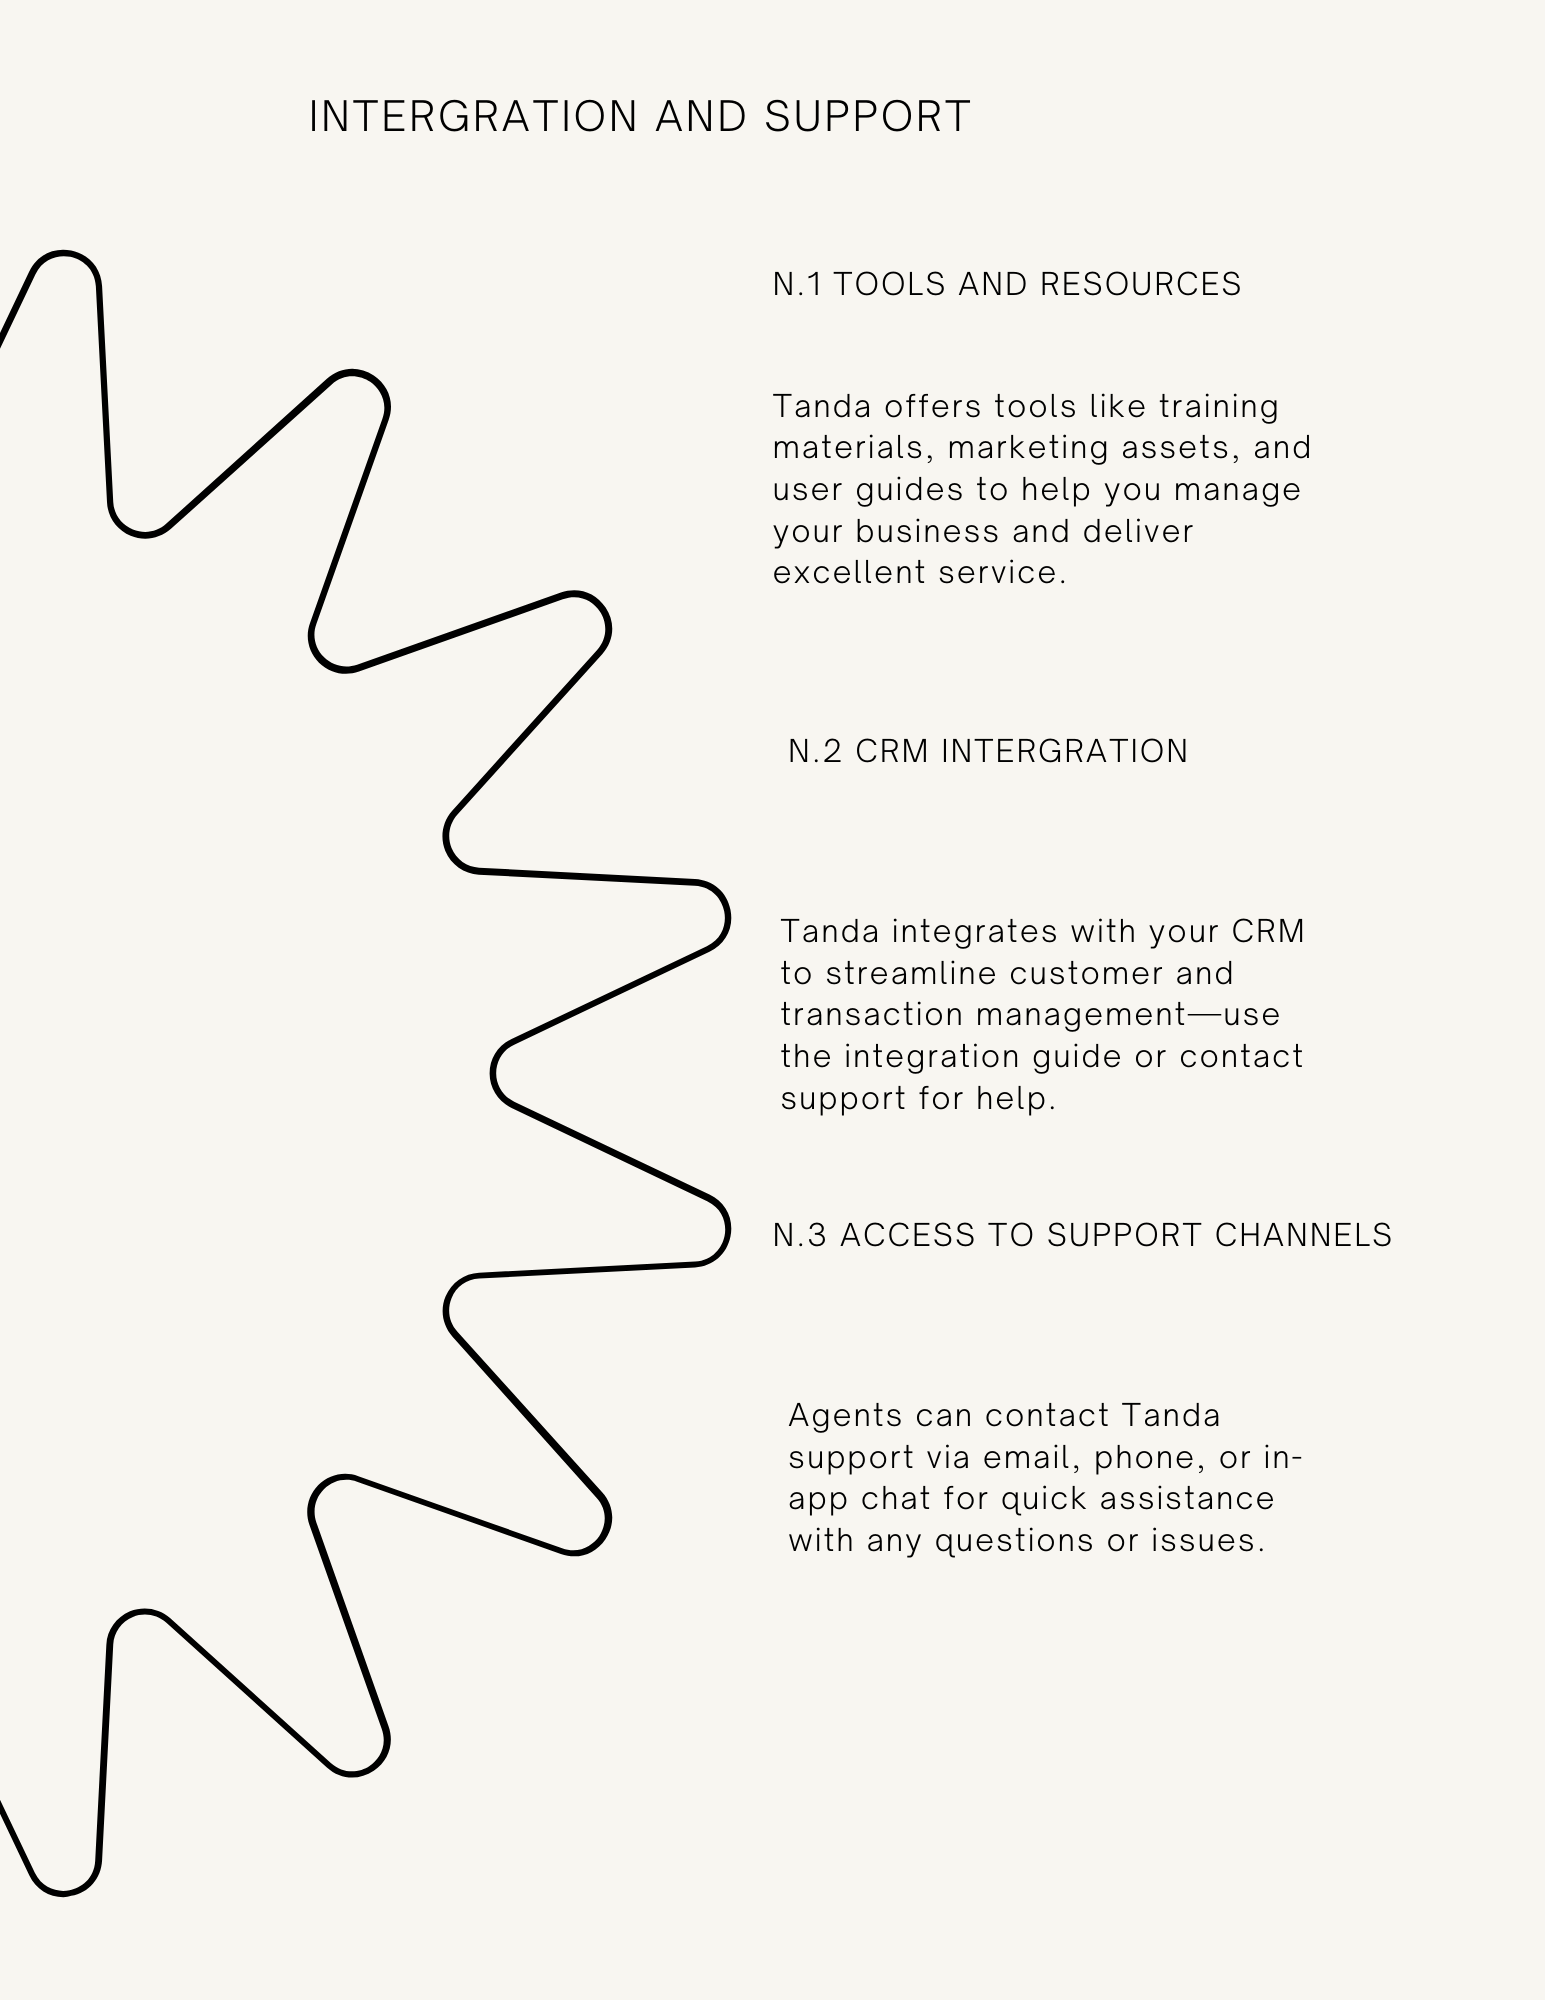 INTERGRATION AND SUPPORT
N.1 TOOLS AND RESOURCES
Tanda offers tools like training
materials, marketing assets, and
user guides to help you manage
your business and deliver
excellent service.
N.2 CRM INTERGRATION
Tanda integrates with your CRM
to streamline customer and
transaction management—use
the integration guide or contact
support for help.
N.3 ACCESS TO SUPPORT CHANNELS
Agents can contact Tanda
support via email, phone, or in-
app chat for quick assistance
with any questions or issues.